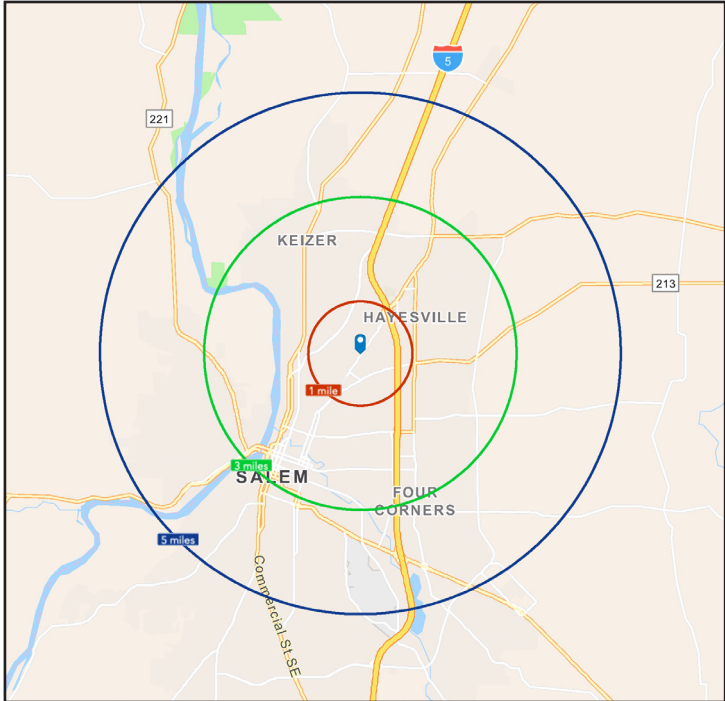 5
221
KEIZER
213
HAYESVILLE
1 mile
3 miles
SALEM
FOUR
CORNERS
5 miles
Commercial St SE